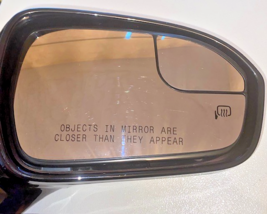 OBJECTS IN MIRROR ARE
CLOSER THAN THEY APPEAR